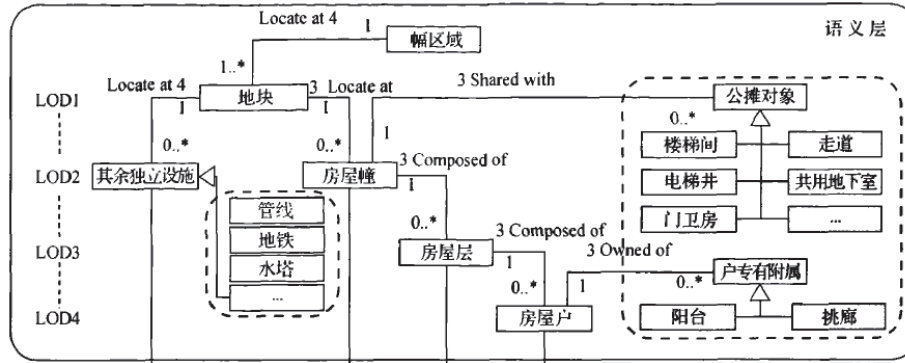 Locate at 4
1
幅区域
语义层
1..*
Locate at 4
3
Locate at
3 Shared with
LOD1
1
地块
1
公摊对象
0..*
楼梯间
走道
0..*
0..*
1
3 Composed of
LOD2
其余独立设施
房屋幢
1
电梯井
共用地下室
管线
0..*
门卫房
...
地铁
3 Composed of
LOD3
房屋层
1
3 Owned of
水塔
户专有附属
0..*
1
0..*
...
LOD4
房屋户
阳台
挑廊